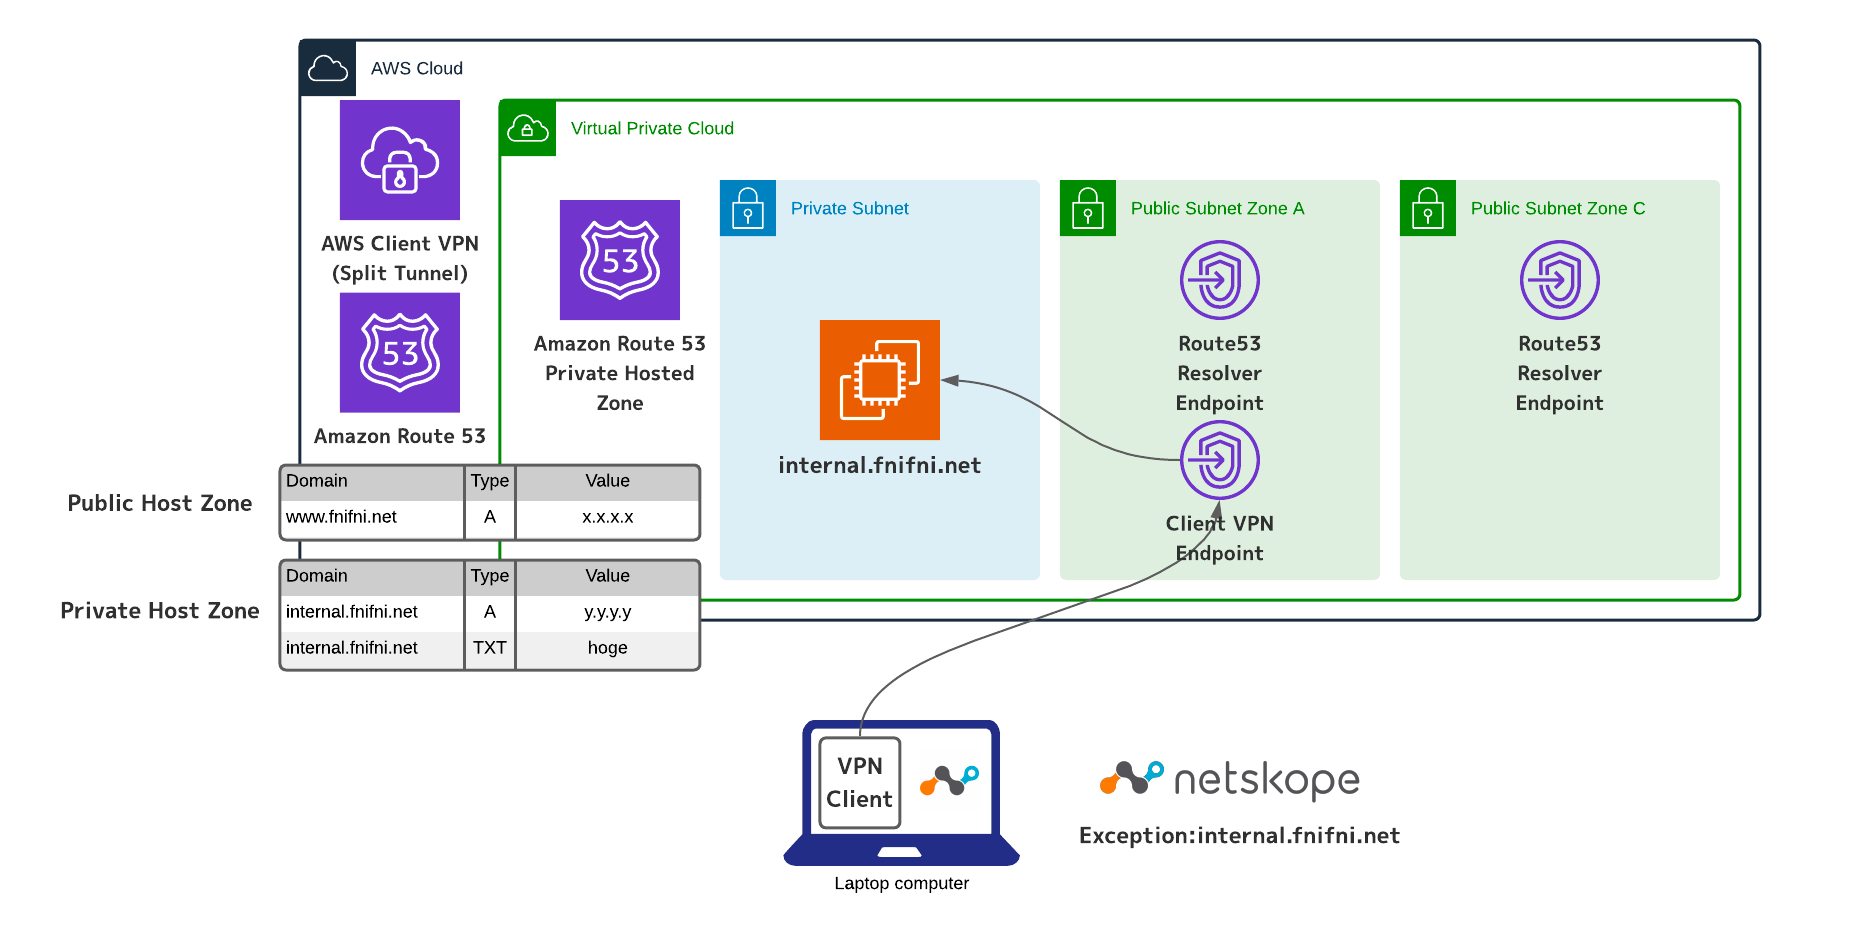 AWS Cloud
Virtual Private Cloud
AWS Client VPN
(Split Tunnel)
53
Amazon Route 53
53
Amazon Route 53
Private Hosted
Zone
Private Subnet
internal.fnifni.net
Public Subnet Zone A
Route53
Resolver
Endpoint
Client VPN
Endpoint
Public Subnet Zone C
Route53
Resolver
Endpoint
Public Host Zone
Domain Type Value
www.fnifni.net A x.x.x.x
Private Host Zone
Domain Type Value
internal.fnifni.net A y.y.y.y
internal.fnifni.net TXT hoge
VPN
Client
Laptop computer
netskope
Exception:internal.fnifni.net